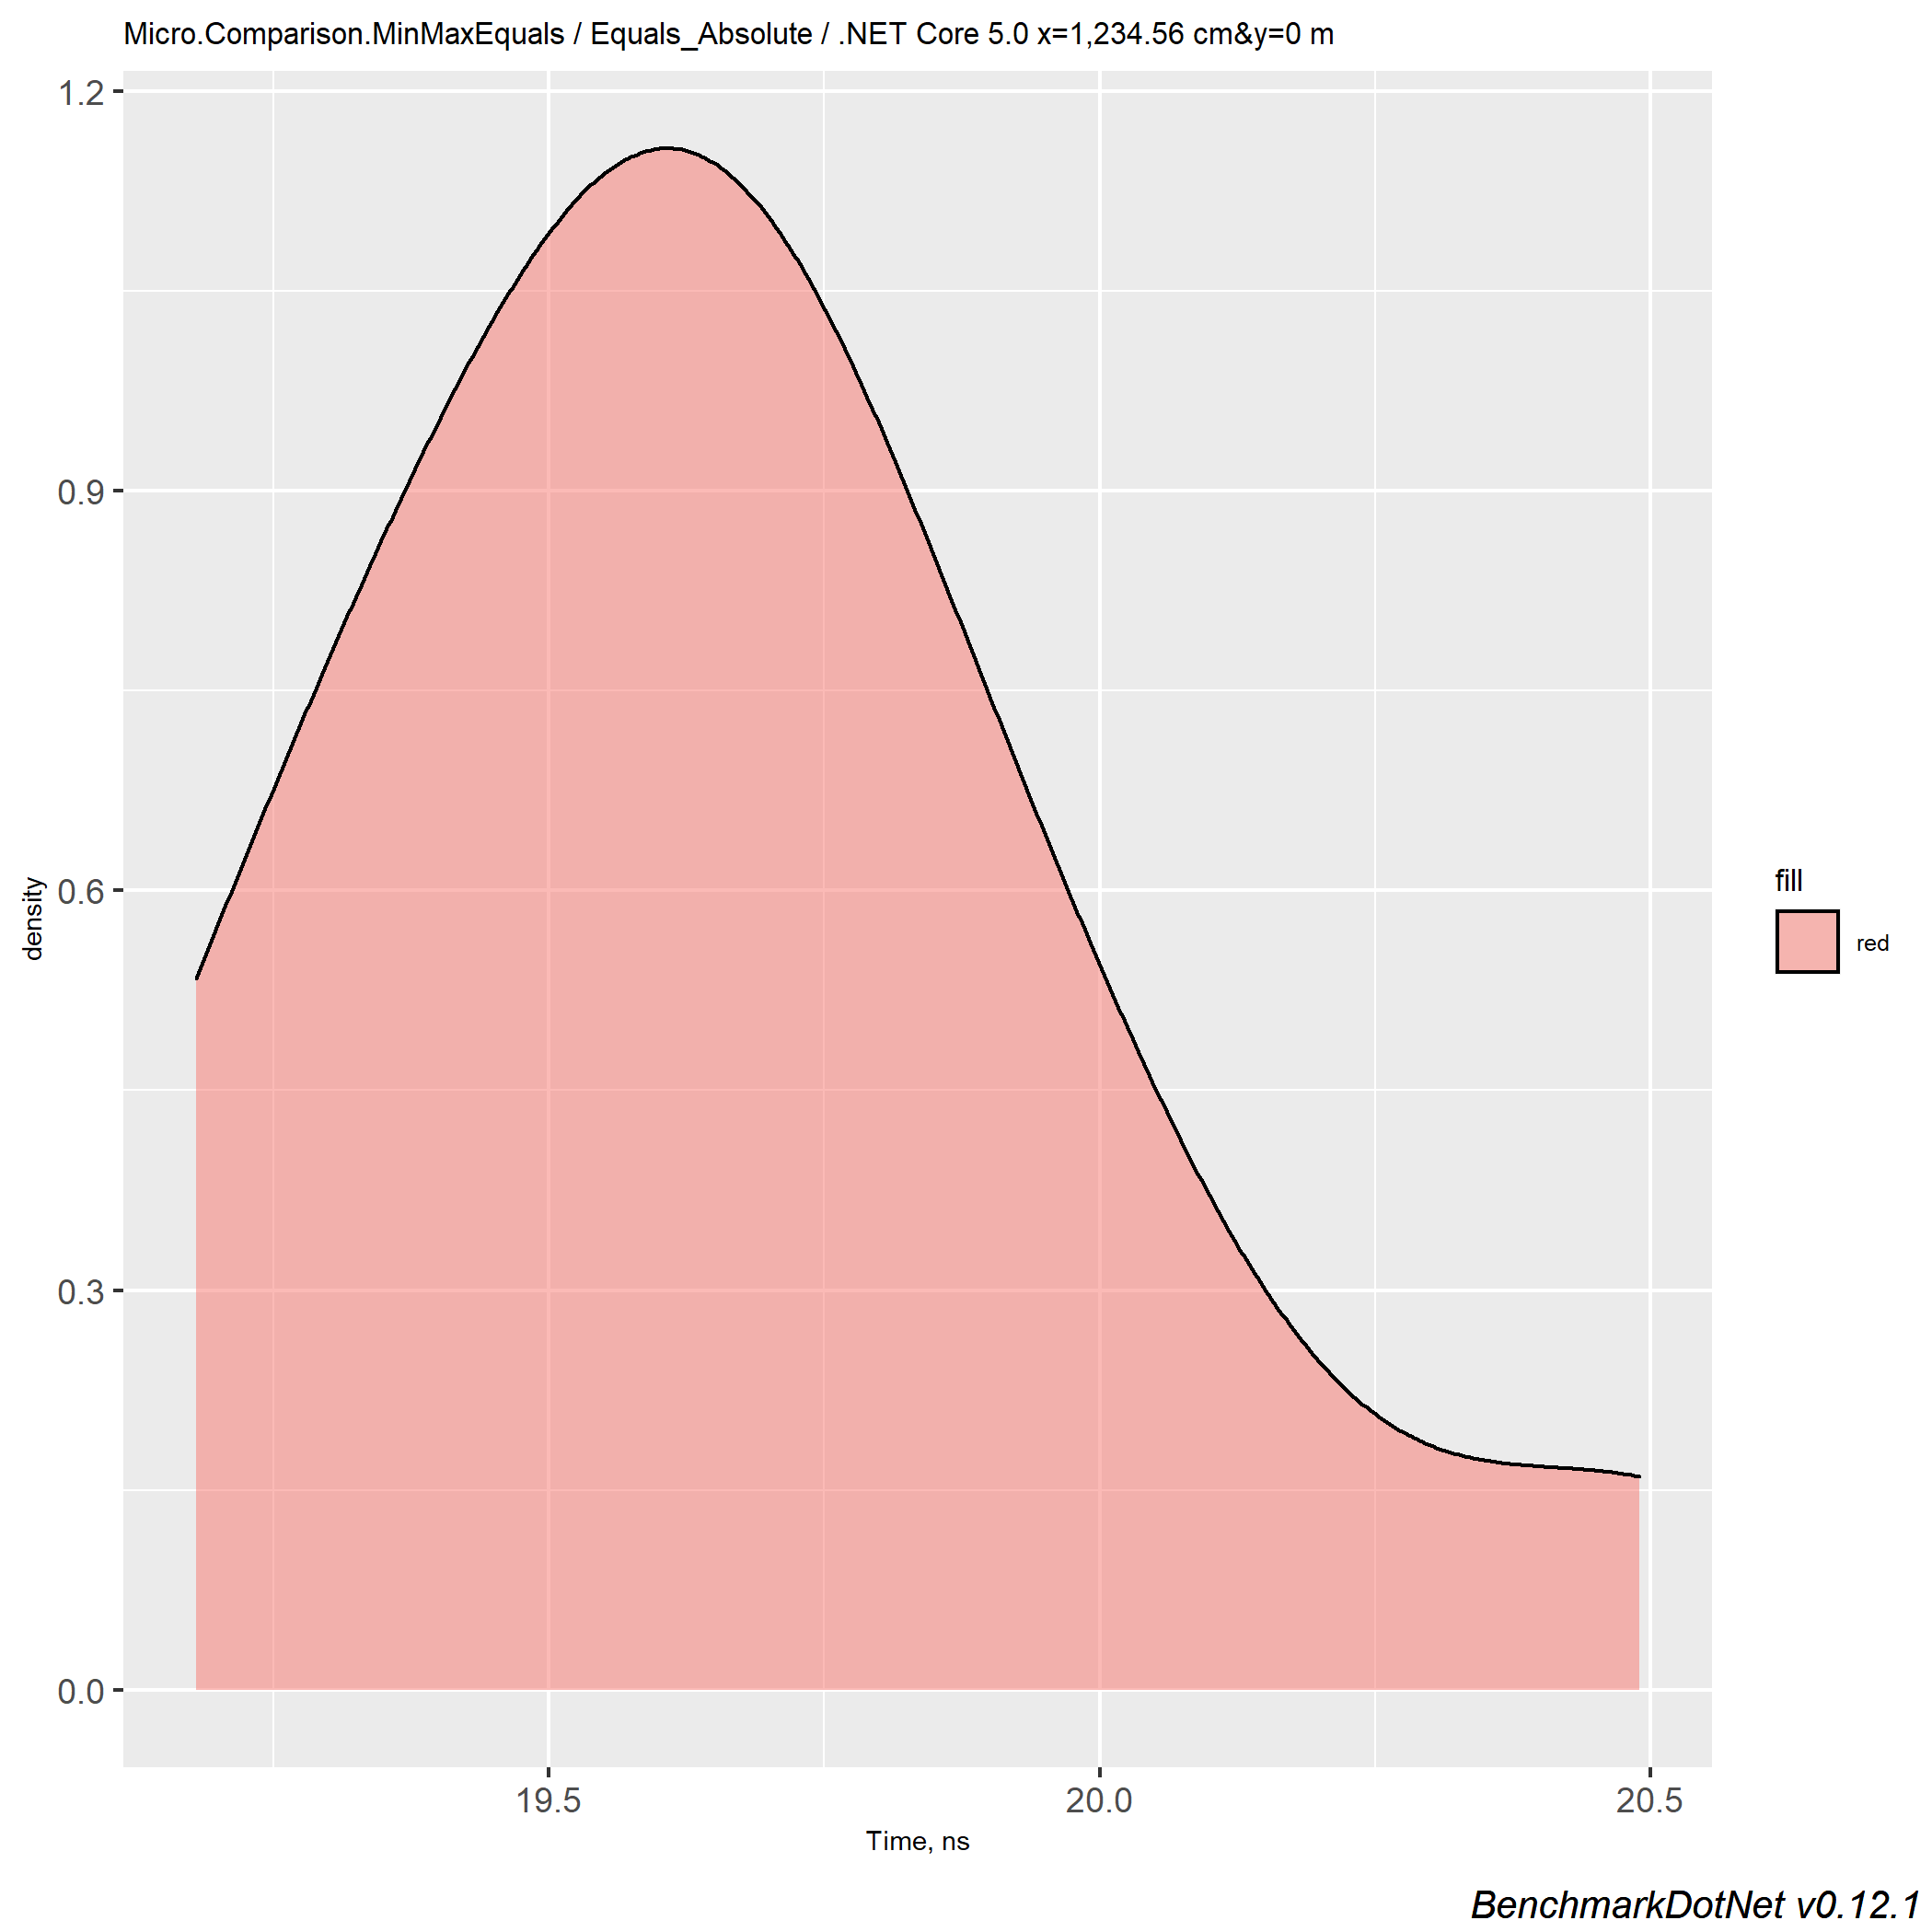 Micro.Comparison.MinMaxEquals / Equals_Absolute / .NET Core 5.0 x=1,234.56 cm&y=0 m
1.2
0.9
0.6
0.3
0.0
density
19.5 20.0 20.5
Time, ns
fill
red
BenchmarkDotNet v0.12.1